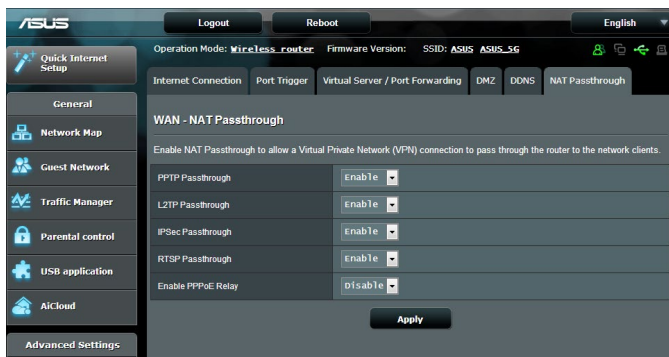 ASUS
Logout
Reboot
English
Quick Internet
Setup
Operation Mode: Wireless router Firmware Version: SSID: ASUS ASUS_5G
Internet Connection
Port Trigger
Virtual Server / Port Forwarding
DMZ
DDNS
NAT Passthrough
General
Network Map
Guest Network
Traffic Manager
Parental control
USB application
AiCloud
Advanced Settings
WAN - NAT Passthrough
Enable NAT Passthrough to allow a Virtual Private Network (VPN) connection to pass through the router to the network clients.
PPTP Passthrough Enable
L2TP Passthrough Enable
IPSec Passthrough Enable
RTSP Passthrough Enable
Enable PPPoE Relay Disable
Apply